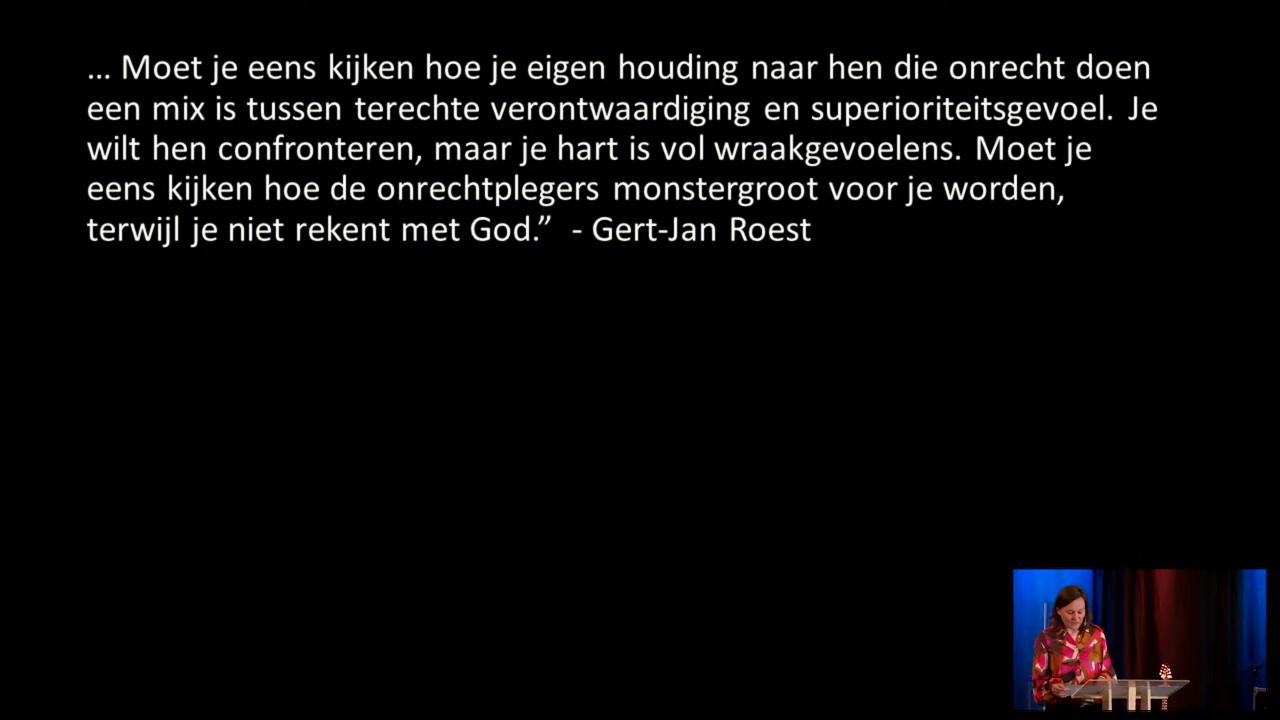 … Moet je eens kijken hoe je eigen houding naar hen die onrecht doen
een mix is tussen terechte verontwaardiging en superioriteitsgevoel. Je
wilt hen confronteren, maar je hart is vol wraakgevoelens. Moet je
eens kijken hoe de onrechtplegers monstergroot voor je worden,
terwijl je niet rekent met God.” - Gert-Jan Roest